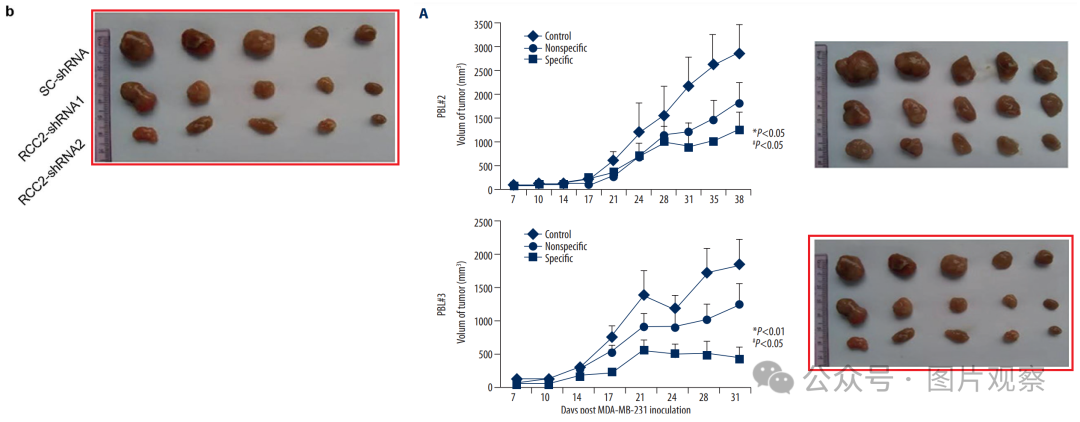 b
SC-shRNA
RCC2-shRNA1
RCC2-shRNA2
A
Control
Nonspecific
Specific
PBL#2
Volum of tumor (mm³)
3500
3000
2500
2000
1500
1000
500
0
7 10 14 17 21 24 28 31 35 38
*P<0.05
#P<0.05
Control
Nonspecific
Specific
PBL#3
Volum of tumor (mm³)
2500
2000
1500
1000
500
0
7 10 14 17 21 24 28 31
Days post MDA-MB-231 inoculation
*P<0.01
#P<0.05
公众号 · 图片观察